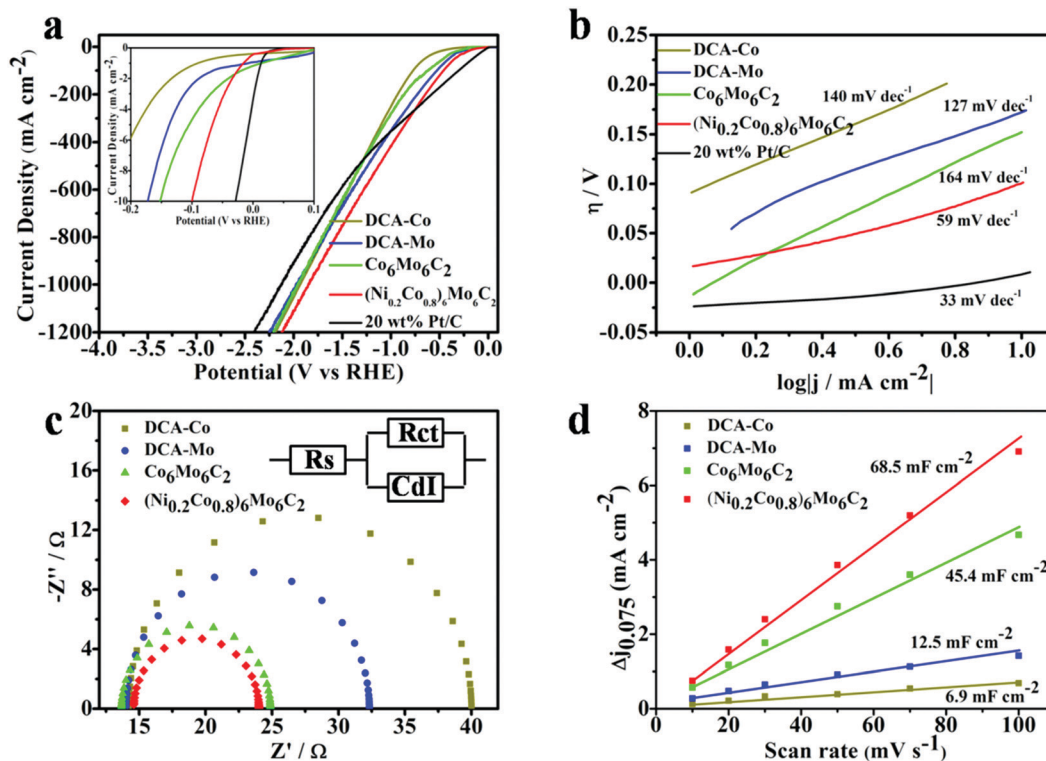 a
Current Density (mA cm-2)
0
-200
-400
-600
-800
-1000
-1200
-4.0 -3.5 -3.0 -2.5 -2.0 -1.5 -1.0 -0.5 0.0
Potential (V vs RHE)
Current Density (mA cm-2)
0
-2
-4
-6
-8
-10
-0.2 -0.1 0.0 0.1
Potential (V vs RHE)
DCA-Co
DCA-Mo
Co6Mo6C2
(Ni0.2Co0.8)6Mo6C2
20 wt% Pt/C
b
η / V
0.20
0.15
0.10
0.05
0.00
-0.05
0.0 0.2 0.4 0.6 0.8 1.0
log|j / mA cm-2|
DCA-Co
DCA-Mo
Co6Mo6C2
(Ni0.2Co0.8)6Mo6C2
20 wt% Pt/C
140 mV dec-1
127 mV dec-1
164 mV dec-1
59 mV dec-1
33 mV dec-1
c
-Z'' / Ω
20
16
12
8
4
0
15 20 25 30 35 40
Z' / Ω
DCA-Co
DCA-Mo
Co6Mo6C2
(Ni0.2Co0.8)6Mo6C2
Rs
Rct
CdI
d
Δj0.075 (mA cm-2)
8
6
4
2
0
20 40 60 80 100
Scan rate (mV s-1)
DCA-Co
DCA-Mo
Co6Mo6C2
(Ni0.2Co0.8)6Mo6C2
68.5 mF cm-2
45.4 mF cm-2
12.5 mF cm-2
6.9 mF cm-2